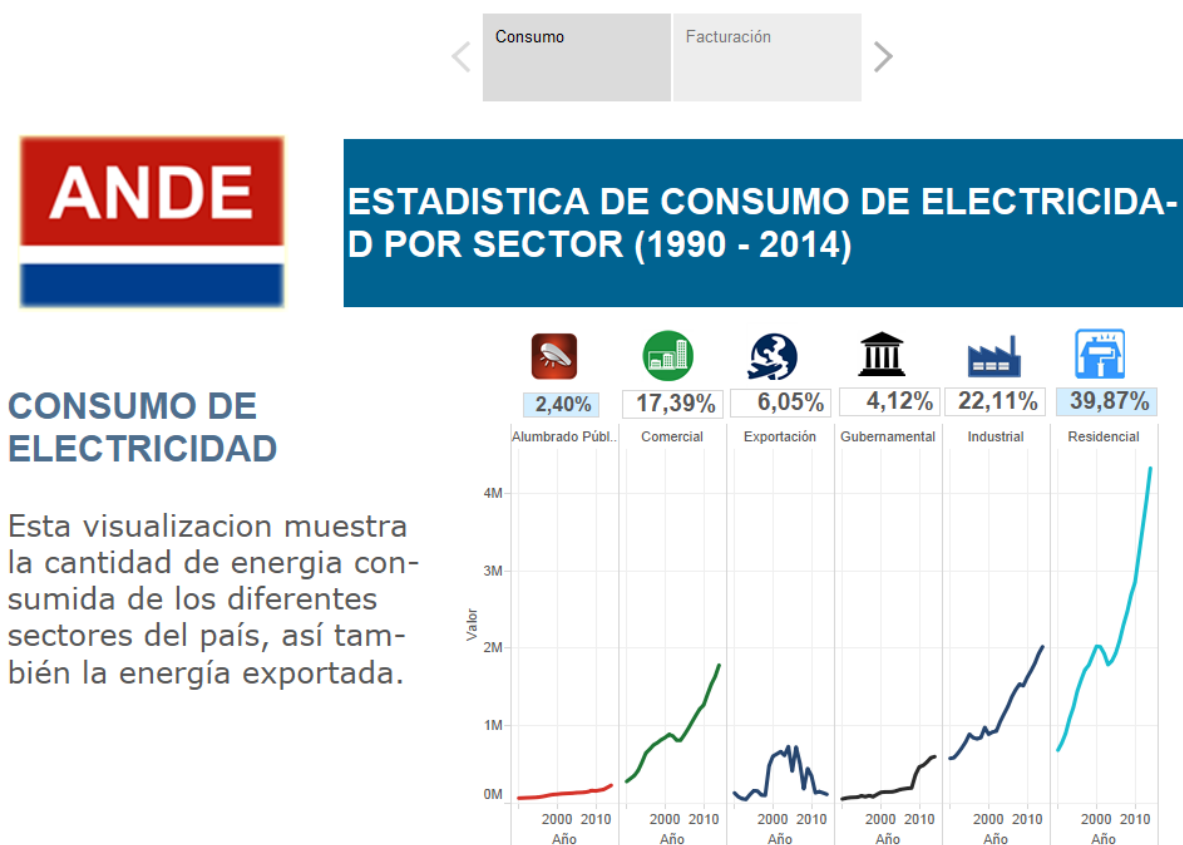 Consumo
Facturación
ANDE
ESTADISTICA DE CONSUMO DE ELECTRICIDA-
D POR SECTOR (1990 - 2014)
CONSUMO DE
ELECTRICIDAD
Esta visualizacion muestra
la cantidad de energia con-
sumida de los diferentes
sectores del país, así tam-
bién la energía exportada.
2,40% 17,39% 6,05% 4,12% 22,11% 39,87%
Alumbrado Públ.. Comercial Exportación Gubernamental Industrial Residencial
4M
3M
Valor
2M
1M
0M
2000 2010 2000 2010 2000 2010 2000 2010 2000 2010 2000 2010
Año Año Año Año Año Año